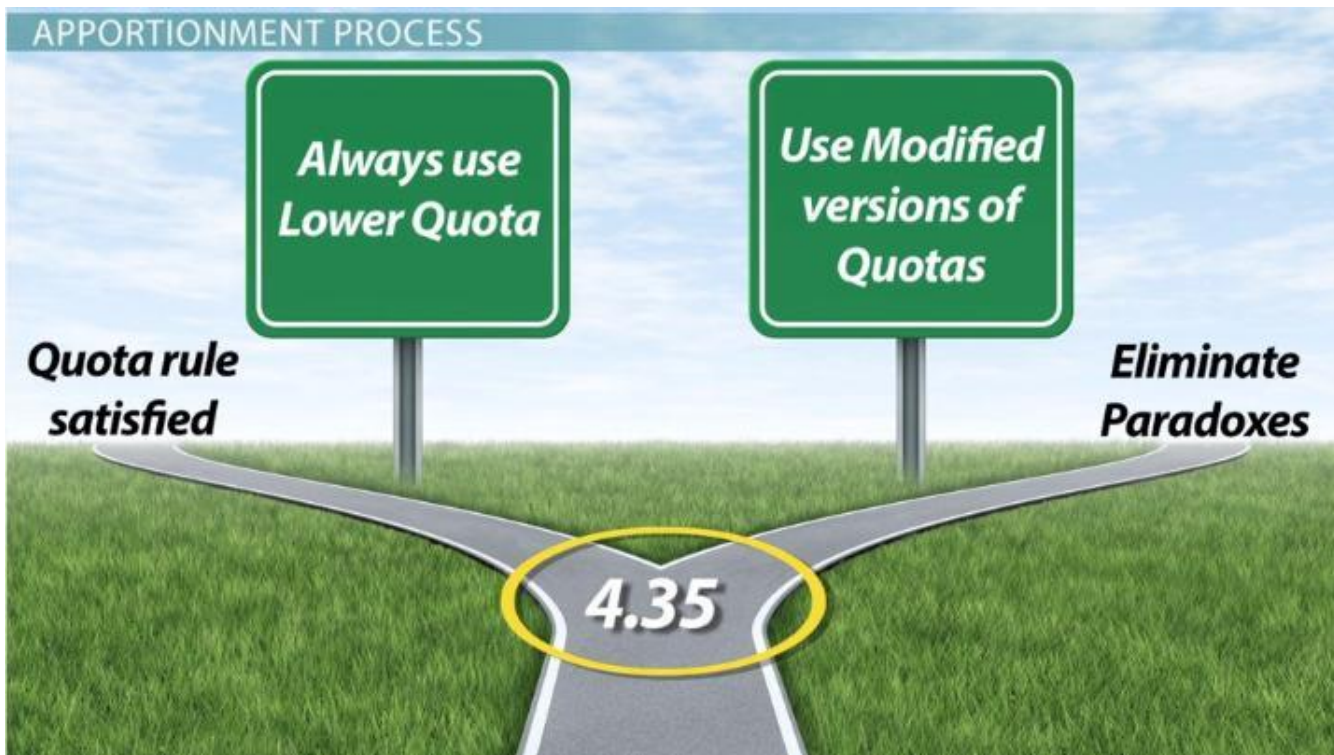 APPORTIONMENT PROCESS
Always use
Lower Quota
Use Modified
versions of
Quotas
Quota rule
satisfied
Eliminate
Paradoxes
4.35